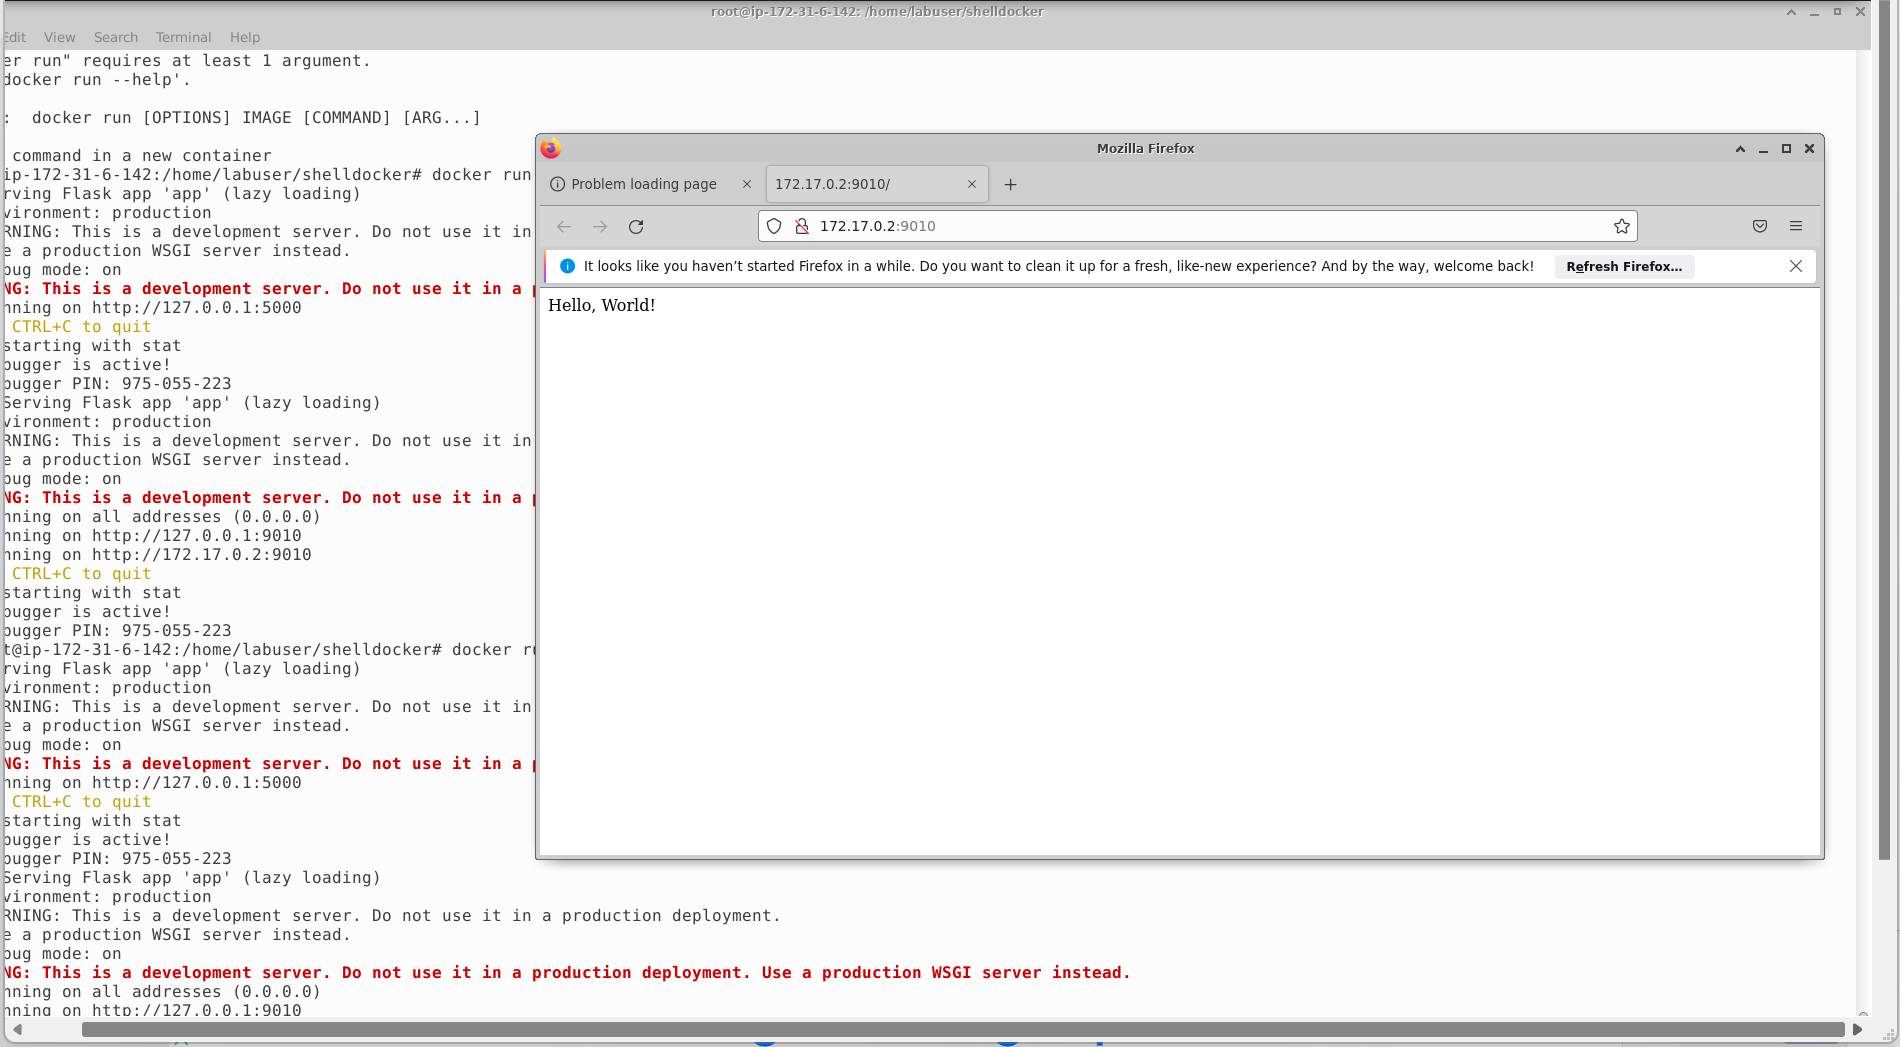 root@ip-172-31-6-142: /home/labuser/shelldocker
Edit View Search Terminal Help
er run" requires at least 1 argument.
docker run --help'.
: docker run [OPTIONS] IMAGE [COMMAND] [ARG...]
command in a new container
ip-172-31-6-142:/home/labuser/shelldocker# docker run
rving Flask app 'app' (lazy loading)
vironment: production
RNING: This is a development server. Do not use it in
e a production WSGI server instead.
bug mode: on
NG: This is a development server. Do not use it in a p
nning on http://127.0.0.1:5000
CTRL+C to quit
starting with stat
bugger is active!
bugger PIN: 975-055-223
Serving Flask app 'app' (lazy loading)
vironment: production
RNING: This is a development server. Do not use it in
e a production WSGI server instead.
bug mode: on
NG: This is a development server. Do not use it in a p
nning on all addresses (0.0.0.0)
nning on http://127.0.0.1:9010
nning on http://172.17.0.2:9010
CTRL+C to quit
starting with stat
bugger is active!
bugger PIN: 975-055-223
t@ip-172-31-6-142:/home/labuser/shelldocker# docker ru
rving Flask app 'app' (lazy loading)
vironment: production
RNING: This is a development server. Do not use it in
e a production WSGI server instead.
bug mode: on
NG: This is a development server. Do not use it in a p
nning on http://127.0.0.1:5000
CTRL+C to quit
starting with stat
bugger is active!
bugger PIN: 975-055-223
Serving Flask app 'app' (lazy loading)
vironment: production
RNING: This is a development server. Do not use it in a production deployment.
e a production WSGI server instead.
bug mode: on
NG: This is a development server. Do not use it in a production deployment. Use a production WSGI server instead.
nning on all addresses (0.0.0.0)
nning on http://127.0.0.1:9010
Mozilla Firefox
Problem loading page
172.17.0.2:9010/
172.17.0.2:9010
It looks like you haven’t started Firefox in a while. Do you want to clean it up for a fresh, like-new experience? And by the way, welcome back!
Refresh Firefox…
Hello, World!